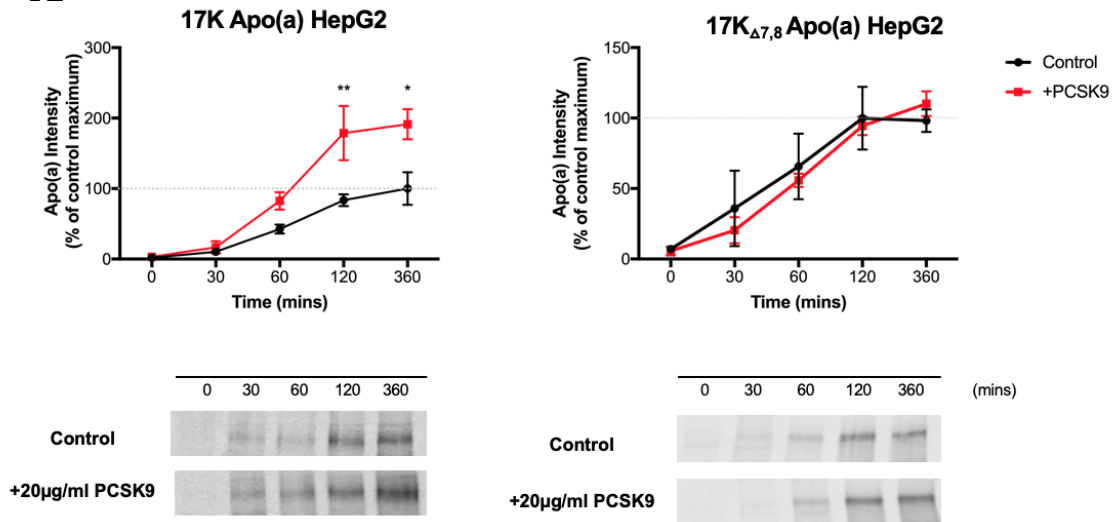 17K Apo(a) HepG2
300
200
100
0
Apo(a) Intensity
(% of control maximum)
**
*
0 30 60 120 360
Time (mins)
17KΔ7,8 Apo(a) HepG2
150
100
50
0
Apo(a) Intensity
(% of control maximum)
0 30 60 120 360
Time (mins)
Control
+PCSK9
0 30 60 120 360
Control
+20µg/ml PCSK9
0 30 60 120 360 (mins)
Control
+20µg/ml PCSK9